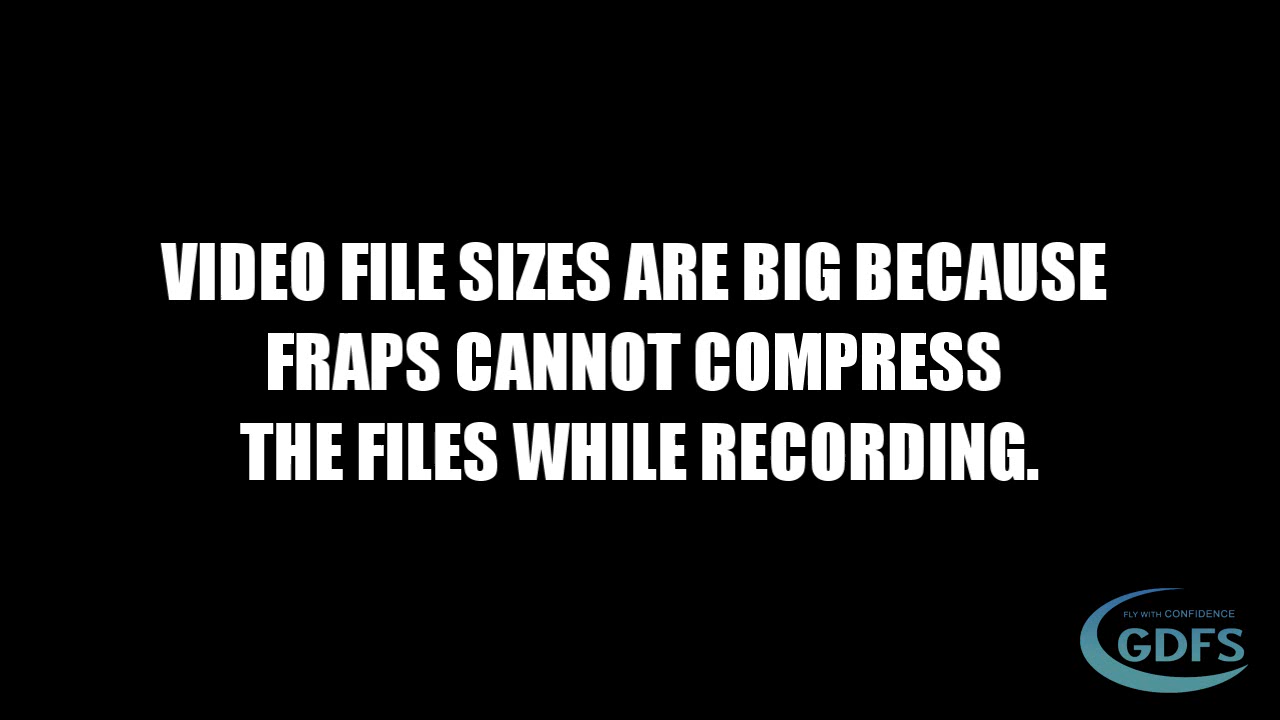 VIDEO FILE SIZES ARE BIG BECAUSE
FRAPS CANNOT COMPRESS
THE FILES WHILE RECORDING.
FLY WITH CONFIDENCE
GDFS